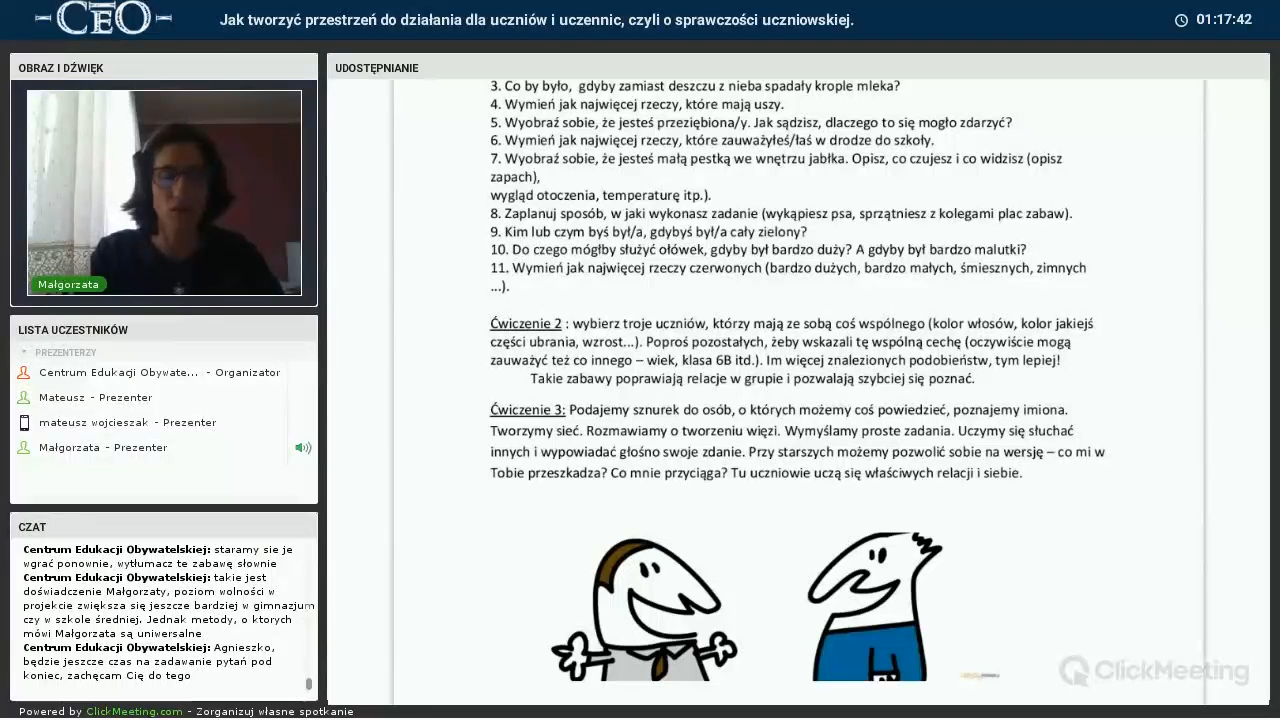 CEO
Jak tworzyć przestrzeń do działania dla uczniów i uczennic, czyli o sprawczości uczniowskiej.
01:17:42
OBRAZ I DŹWIĘK
Małgorzata
LISTA UCZESTNIKÓW
PREZENTERZY
Centrum Edukacji Obywate... - Organizator
Mateusz - Prezenter
mateusz wojcieszak - Prezenter
Małgorzata - Prezenter
CZAT
Centrum Edukacji Obywatelskiej: staramy sie je
wgrać ponownie, wytłumacz te zabawę słownie
Centrum Edukacji Obywatelskiej: takie jest
doświadczenie Małgorzaty, poziom wolności w
projekcie zwiększa się jeszcze bardziej w gimnazjum
czy w szkole średniej. Jednak metody, o ktorych
mówi Małgorzata są uniwersalne
Centrum Edukacji Obywatelskiej: Agnieszko,
będzie jeszcze czas na zadawanie pytań pod
koniec, zachęcam Cię do tego
UDOSTĘPNIANIE
3. Co by było,  gdyby zamiast deszczu z nieba spadały krople mleka?
4. Wymień jak najwięcej rzeczy, które mają uszy.
5. Wyobraź sobie, że jesteś przeziębiona/y. Jak sądzisz, dlaczego to się mogło zdarzyć?
6. Wymień jak najwięcej rzeczy, które zauważyłeś/łaś w drodze do szkoły.
7. Wyobraź sobie, że jesteś małą pestką we wnętrzu jabłka. Opisz, co czujesz i co widzisz (opisz
zapach),
wygląd otoczenia, temperaturę itp.).
8. Zaplanuj sposób, w jaki wykonasz zadanie (wykąpiesz psa, sprzątniesz z kolegami plac zabaw).
9. Kim lub czym byś był/a, gdybyś był/a cały zielony?
10. Do czego mógłby służyć ołówek, gdyby był bardzo duży? A gdyby był bardzo malutki?
11. Wymień jak najwięcej rzeczy czerwonych (bardzo dużych, bardzo małych, śmiesznych, zimnych
...).
Ćwiczenie 2 : wybierz troje uczniów, którzy mają ze sobą coś wspólnego (kolor włosów, kolor jakiejś
części ubrania, wzrost...). Poproś pozostałych, żeby wskazali tę wspólną cechę (oczywiście mogą
zauważyć też co innego – wiek, klasa 6B itd.). Im więcej znalezionych podobieństw, tym lepiej!
Takie zabawy poprawiają relacje w grupie i pozwalają szybciej się poznać.
Ćwiczenie 3: Podajemy sznurek do osób, o których możemy coś powiedzieć, poznajemy imiona.
Tworzymy sieć. Rozmawiamy o tworzeniu więzi. Wymyślamy proste zadania. Uczymy się słuchać
innych i wypowiadać głośno swoje zdanie. Przy starszych możemy pozwolić sobie na wersję – co mi w
Tobie przeszkadza? Co mnie przyciąga? Tu uczniowie uczą się właściwych relacji i siebie.
ClickMeeting
Powered by ClickMeeting.com - Zorganizuj własne spotkanie